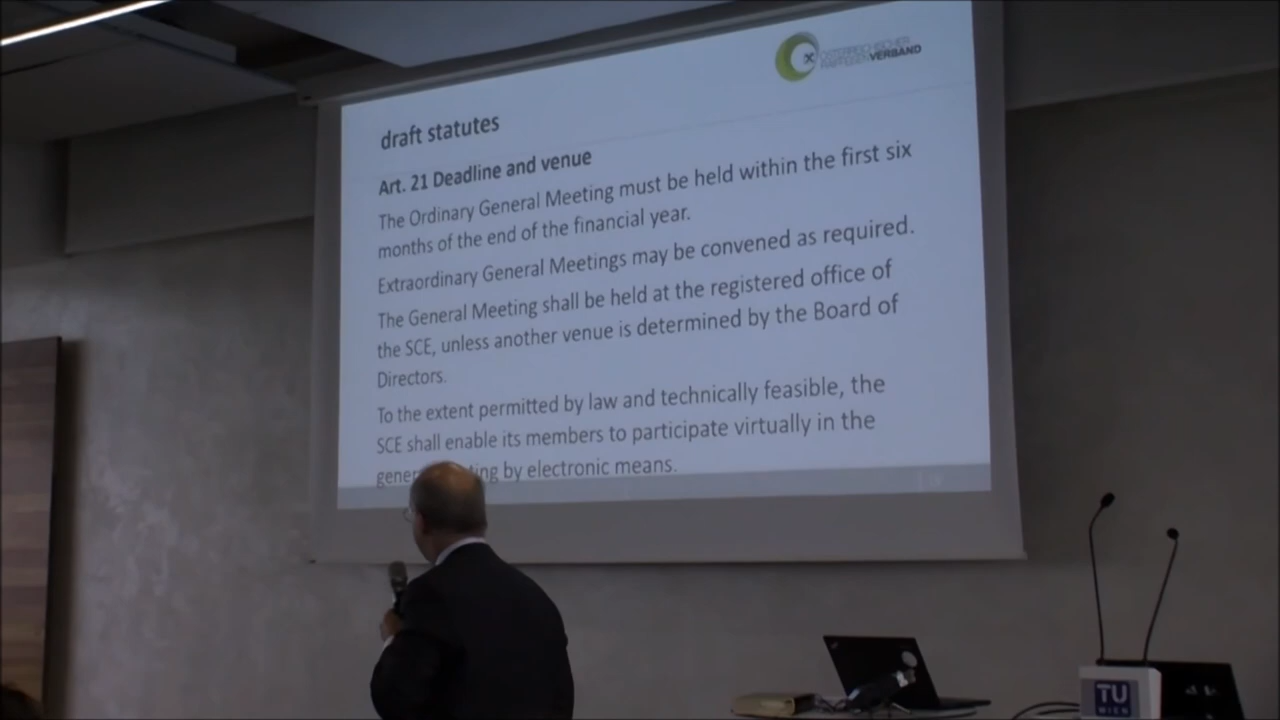 ÖSTERREICHISCHER
RAIFFEISENVERBAND
draft statutes
Art. 21 Deadline and venue
The Ordinary General Meeting must be held within the first six
months of the end of the financial year.
Extraordinary General Meetings may be convened as required.
The General Meeting shall be held at the registered office of
the SCE, unless another venue is determined by the Board of
Directors.
To the extent permitted by law and technically feasible, the
SCE shall enable its members to participate virtually in the
gener ing by electronic means.
TU
WIEN